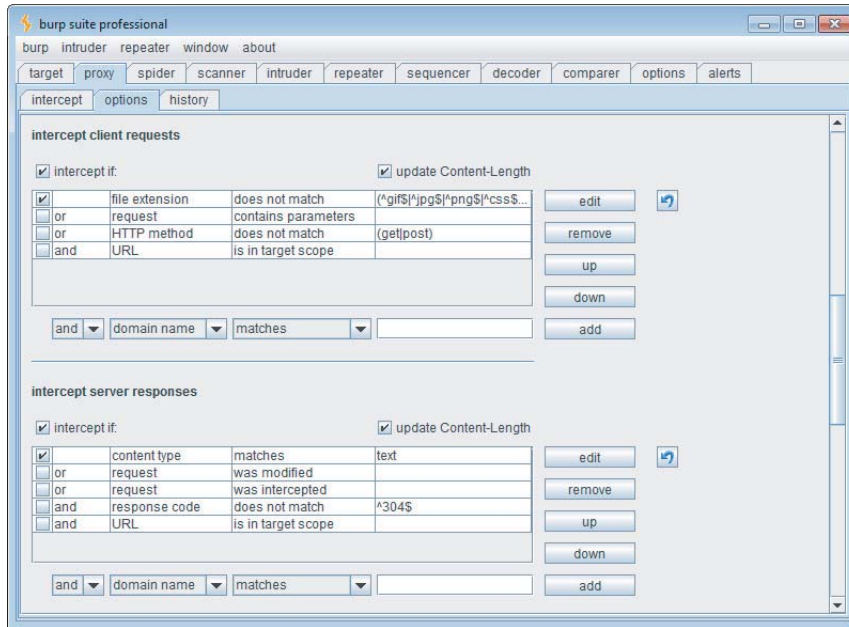 burp suite professional
burp intruder repeater window about
target proxy spider scanner intruder repeater sequencer decoder comparer options alerts
intercept options history
intercept client requests
intercept if: update Content-Length
file extension does not match (^gif$|^jpg$|^png$|^css$... edit
or request contains parameters
or HTTP method does not match (get|post) remove
and URL is in target scope
up
down
and domain name matches add
intercept server responses
intercept if: update Content-Length
content type matches text edit
or request was modified
or request was intercepted remove
and response code does not match ^304$
and URL is in target scope up
down
and domain name matches add